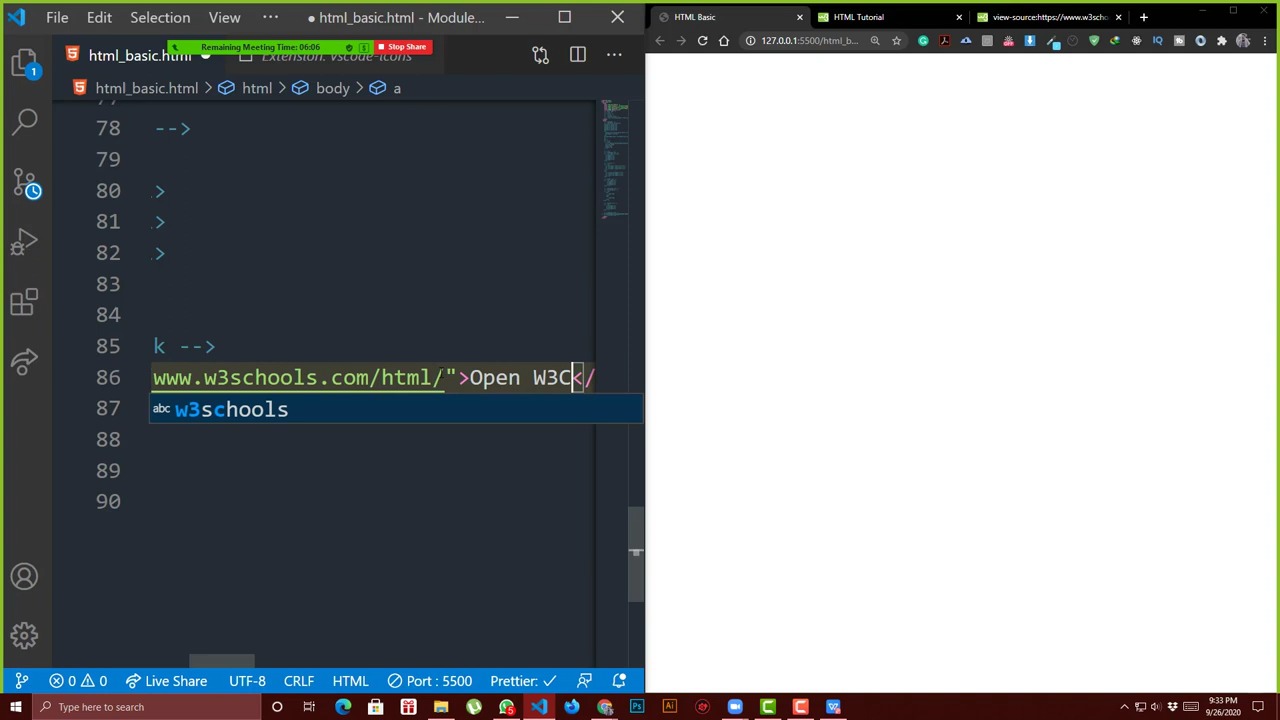 File Edit Selection View ··· ● html_basic.html - Module...
Remaining Meeting Time: 06:06 Stop Share
html_basic.html ● Extension: vscode-icons ···
html_basic.html > html > body > a
78 -->
79
80 >
81 >
82 >
83
84
85 k -->
86 www.w3schools.com/html/">Open W3C</
87 abc w3schools
88
89
90
1
0 0 Live Share UTF-8 CRLF HTML Port : 5500 Prettier: ✓
HTML Basic
HTML Tutorial
view-source:https://www.w3scho
127.0.0.1:5500/html_b...
Type here to search
9:33 PM
9/26/2020